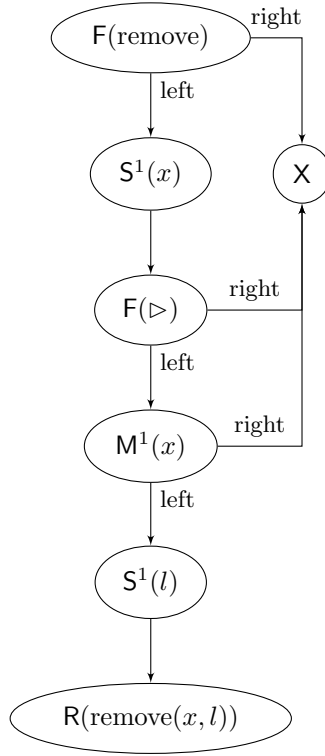 F(remove)
right
left
S¹(x)
X
F(▷)
right
left
M¹(x)
right
left
S¹(l)
R(remove(x, l))